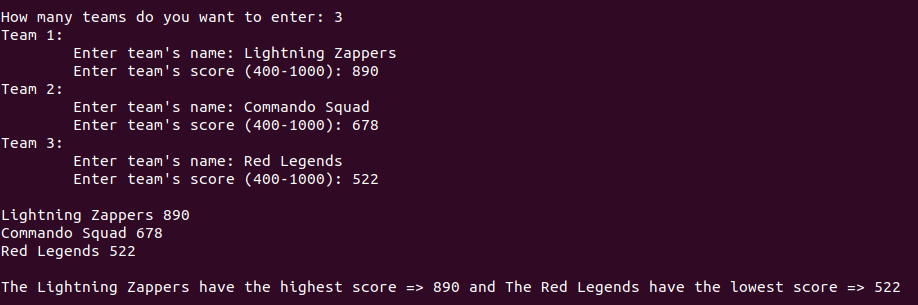 How many teams do you want to enter: 3
Team 1:
Enter team's name: Lightning Zappers
Enter team's score (400-1000): 890
Team 2:
Enter team's name: Commando Squad
Enter team's score (400-1000): 678
Team 3:
Enter team's name: Red Legends
Enter team's score (400-1000): 522
Lightning Zappers 890
Commando Squad 678
Red Legends 522
The Lightning Zappers have the highest score => 890 and The Red Legends have the lowest score => 522